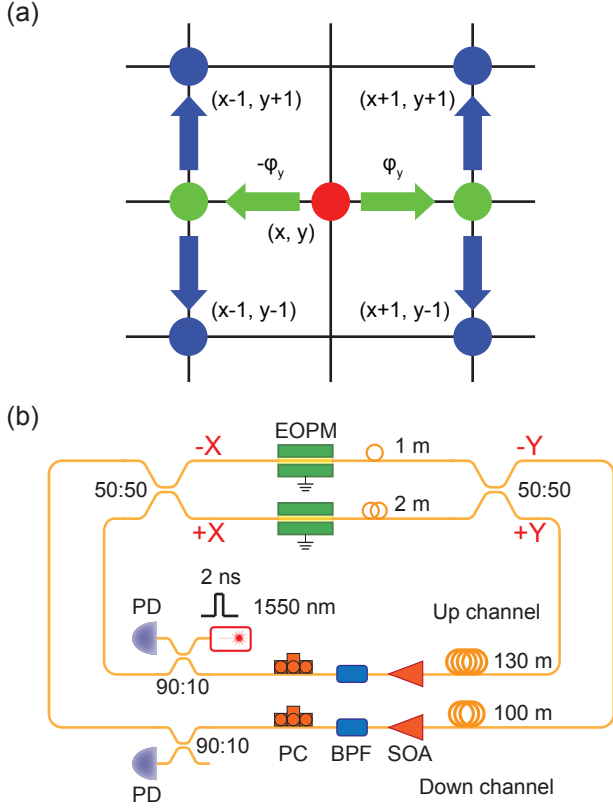 (a)
(x-1, y+1)
(x+1, y+1)
-φy
φy
(x, y)
(x-1, y-1)
(x+1, y-1)
(b)
-X
EOPM
1 m
-Y
50:50
50:50
+X
2 m
+Y
2 ns
PD
1550 nm
Up channel
130 m
90:10
100 m
90:10
PC
BPF
SOA
PD
Down channel